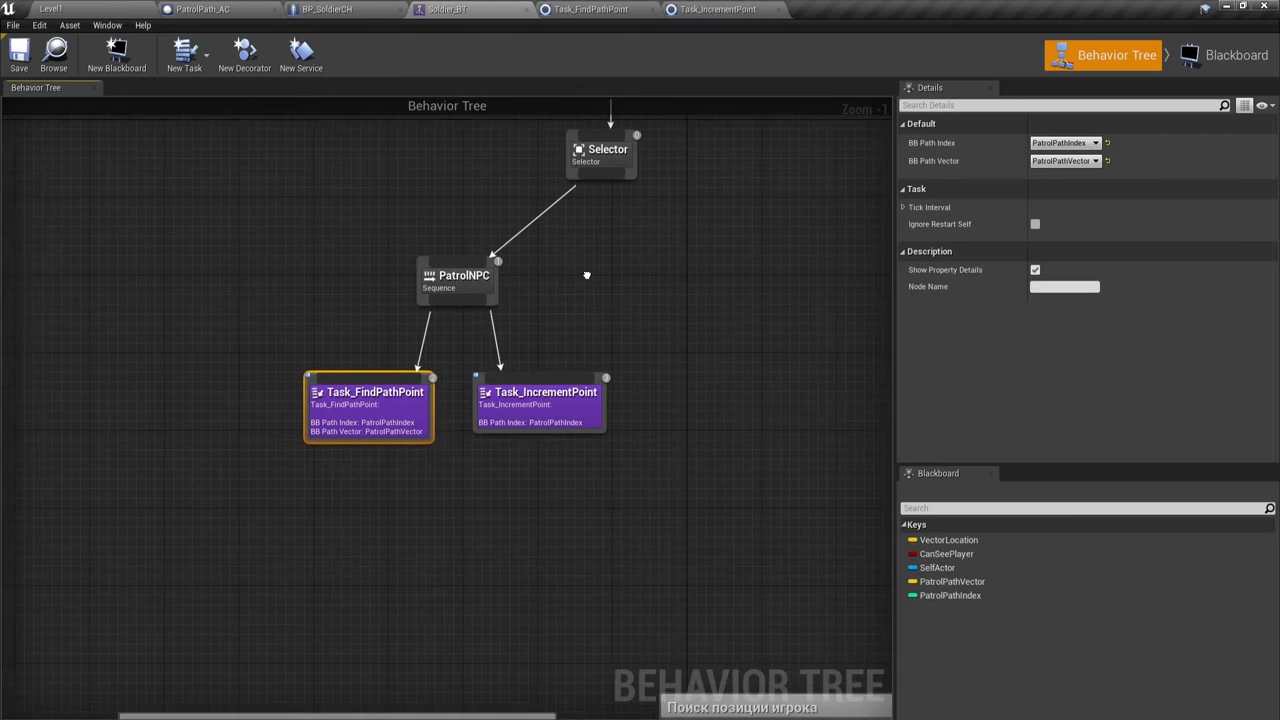 Level1
PatrolPath_AC
BP_SoldierCH
Soldier_BT
Task_FindPathPoint
Task_IncrementPoint
File Edit Asset Window Help
Save
Browse
New Blackboard
New Task
New Decorator
New Service
Behavior Tree
Blackboard
Behavior Tree
Behavior Tree
Zoom -1
Selector
Selector
PatrolNPC
Sequence
Task_FindPathPoint
Task_FindPathPoint:
BB Path Index: PatrolPathIndex
BB Path Vector: PatrolPathVector
Task_IncrementPoint
Task_IncrementPoint:
BB Path Index: PatrolPathIndex
BEHAVIOR TREE
Поиск позиции игрока
Details
Search Details
Default
BB Path Index PatrolPathIndex
BB Path Vector PatrolPathVector
Task
Tick Interval
Ignore Restart Self
Description
Show Property Details
Node Name
Blackboard
Search
Keys
VectorLocation
CanSeePlayer
SelfActor
PatrolPathVector
PatrolPathIndex